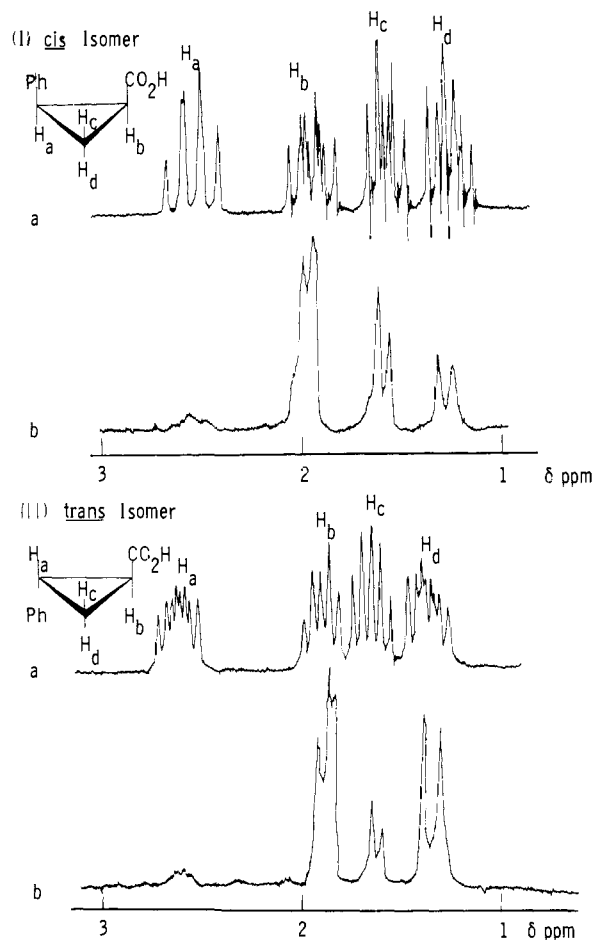 (I) cis Isomer
Ph
CO2H
Hc
Ha
Hb
Hd
Ha
Hb
Hc
Hd
a
b
3 2 1 δ ppm
(II) trans Isomer
Ha
CO2H
Hc
Ph
Hb
Hd
Ha
Hb
Hc
Hd
a
b
3 2 1 δ ppm